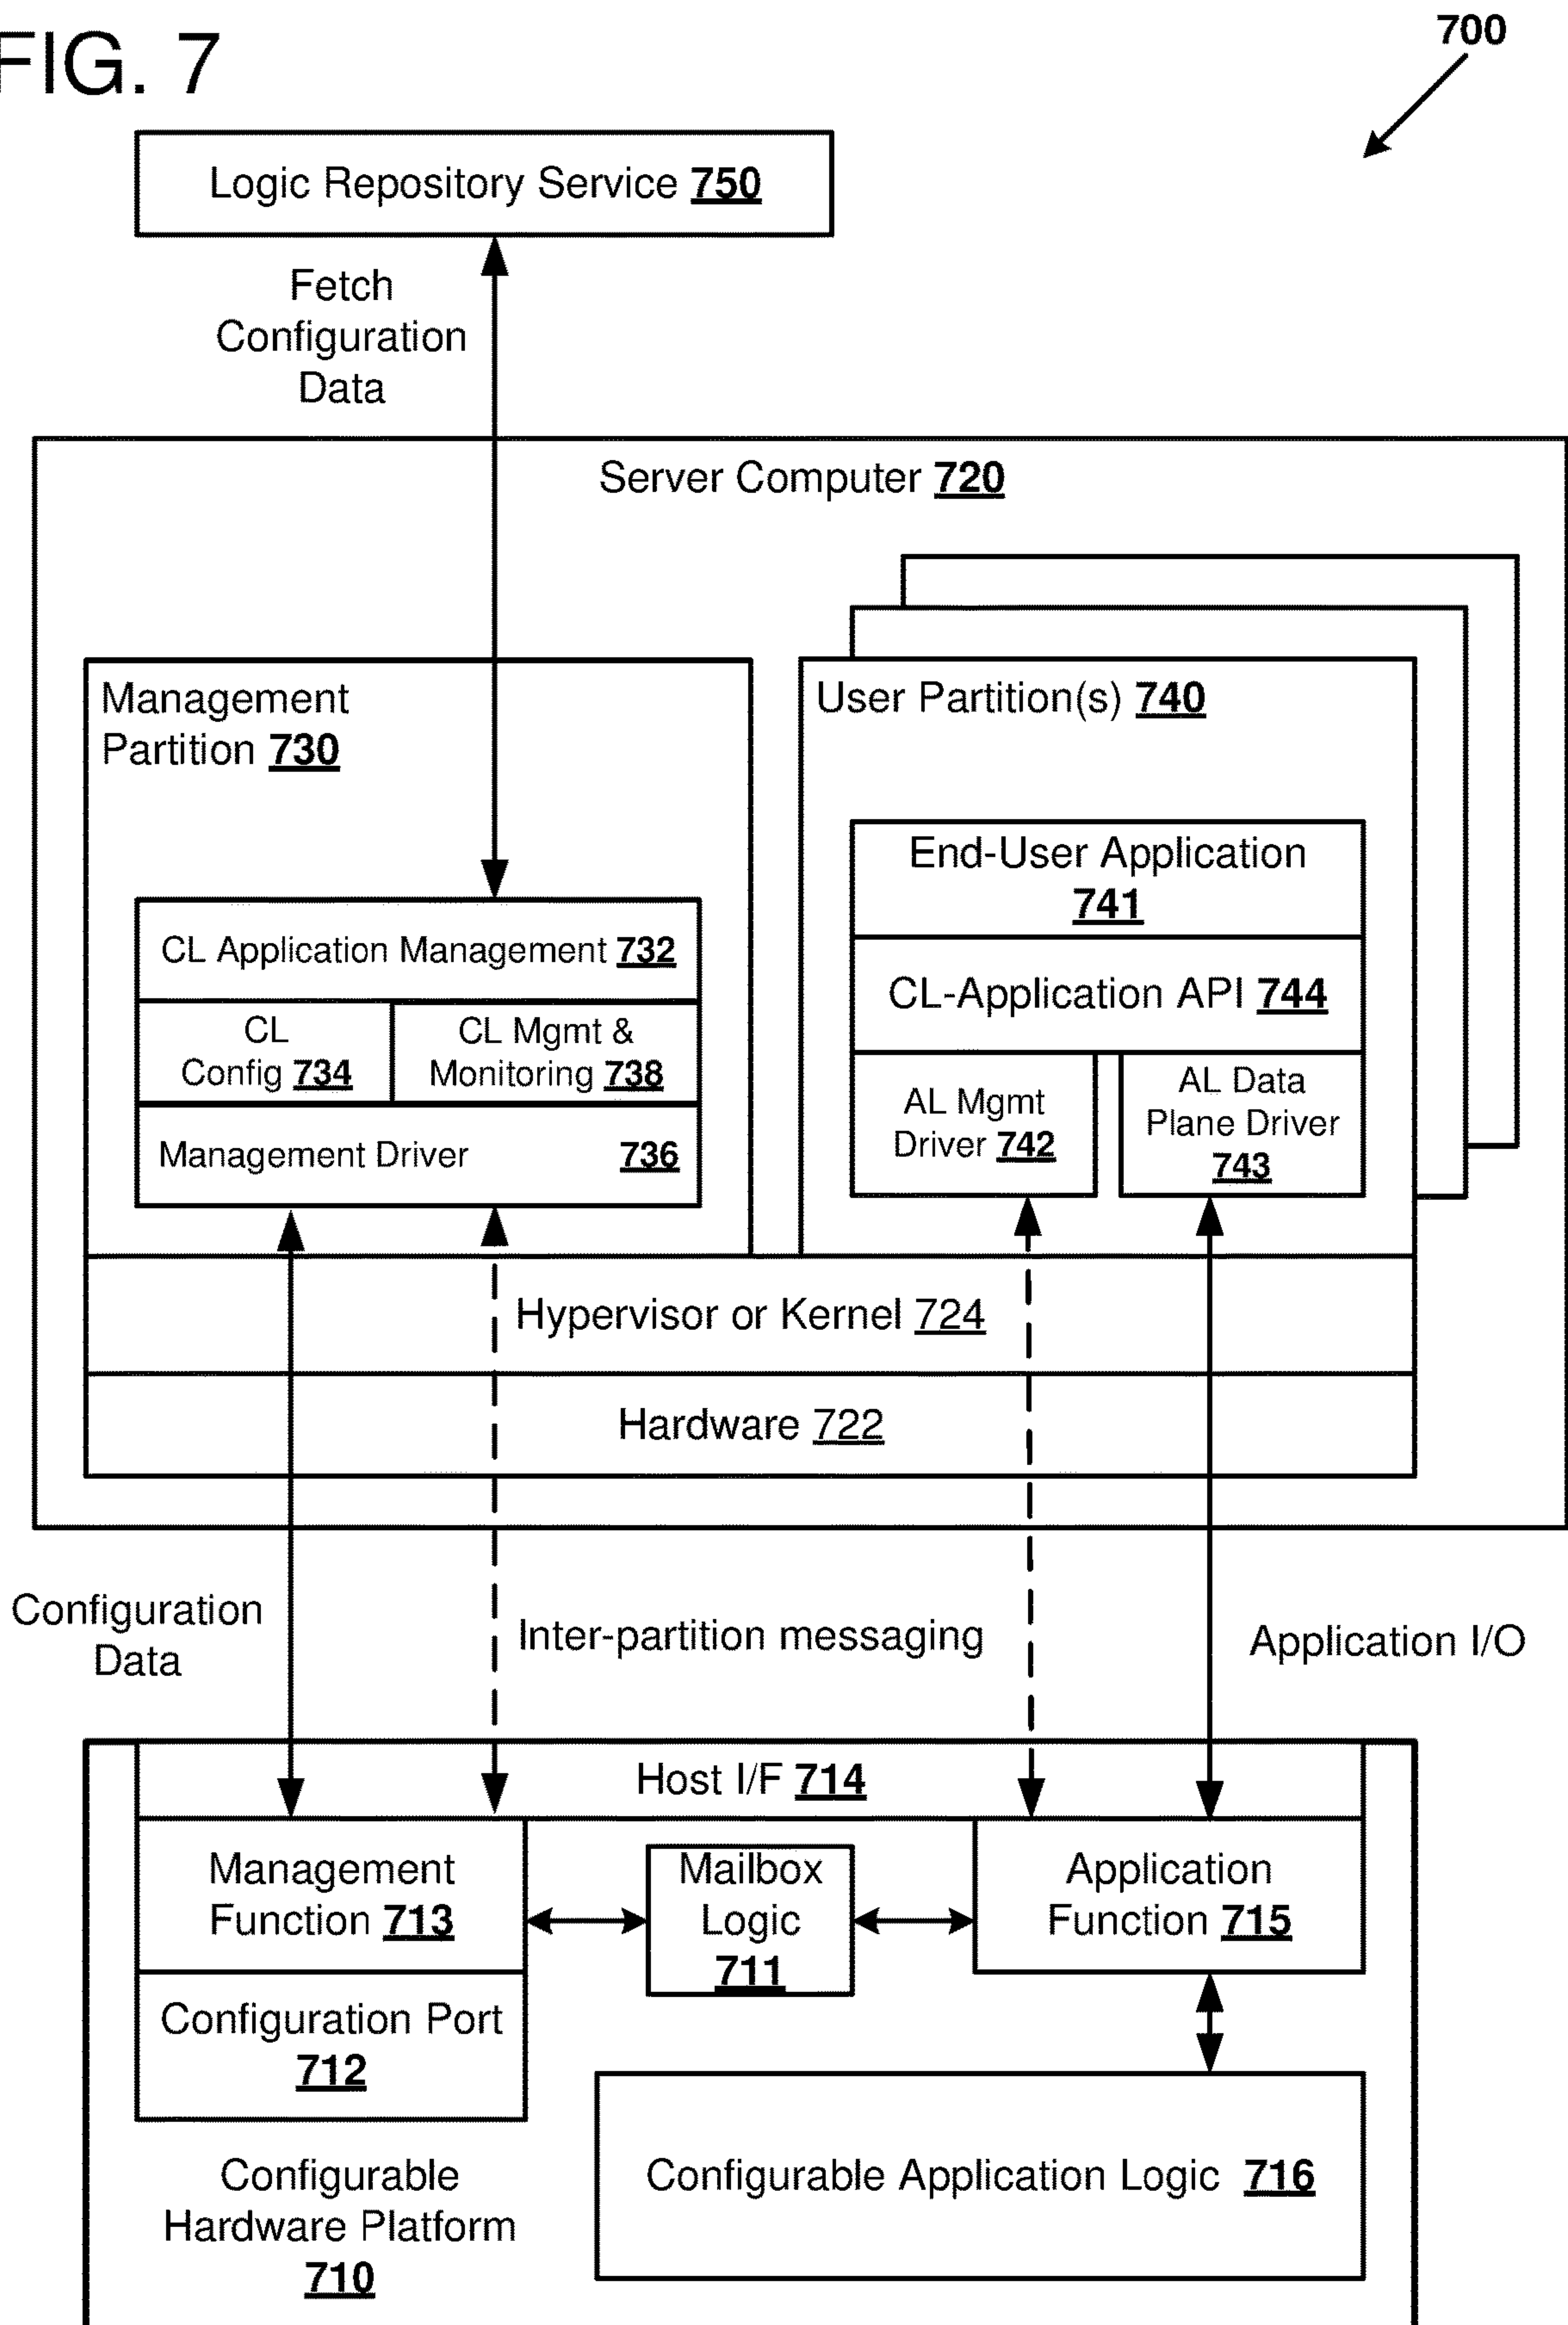 FIG. 7
700
Logic Repository Service 750
Fetch
Configuration
Data
Server Computer 720
Management
Partition 730
User Partition(s) 740
End-User Application
741
CL Application Management 732
CL-Application API 744
CL
Config 734
CL Mgmt &
Monitoring 738
AL Mgmt
Driver 742
AL Data
Plane Driver
743
Management Driver 736
Hypervisor or Kernel 724
Hardware 722
Configuration
Data
Inter-partition messaging
Application I/O
Host I/F 714
Management
Function 713
Mailbox
Logic
711
Application
Function 715
Configuration Port
712
Configurable
Hardware Platform
710
Configurable Application Logic 716